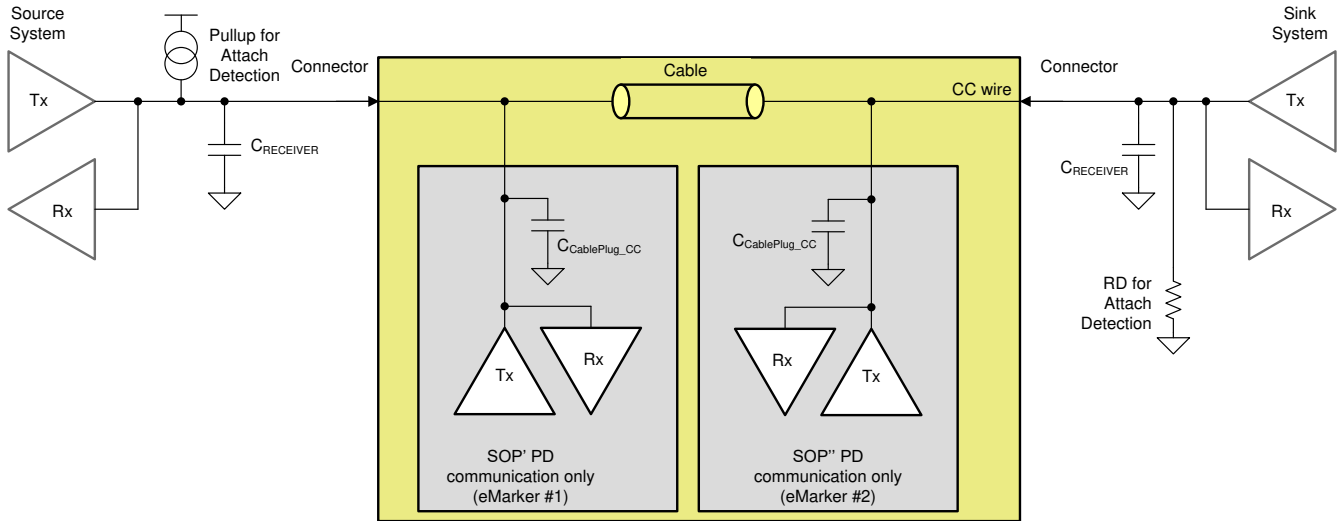 Source
System
Tx
Rx
Pullup for
Attach
Detection
Connector
CRECEIVER
Cable
CC wire
CCablePlug_CC
Tx
Rx
SOP' PD
communication only
(eMarker #1)
CCablePlug_CC
Rx
Tx
SOP'' PD
communication only
(eMarker #2)
Connector
CRECEIVER
RD for
Attach
Detection
Sink
System
Tx
Rx